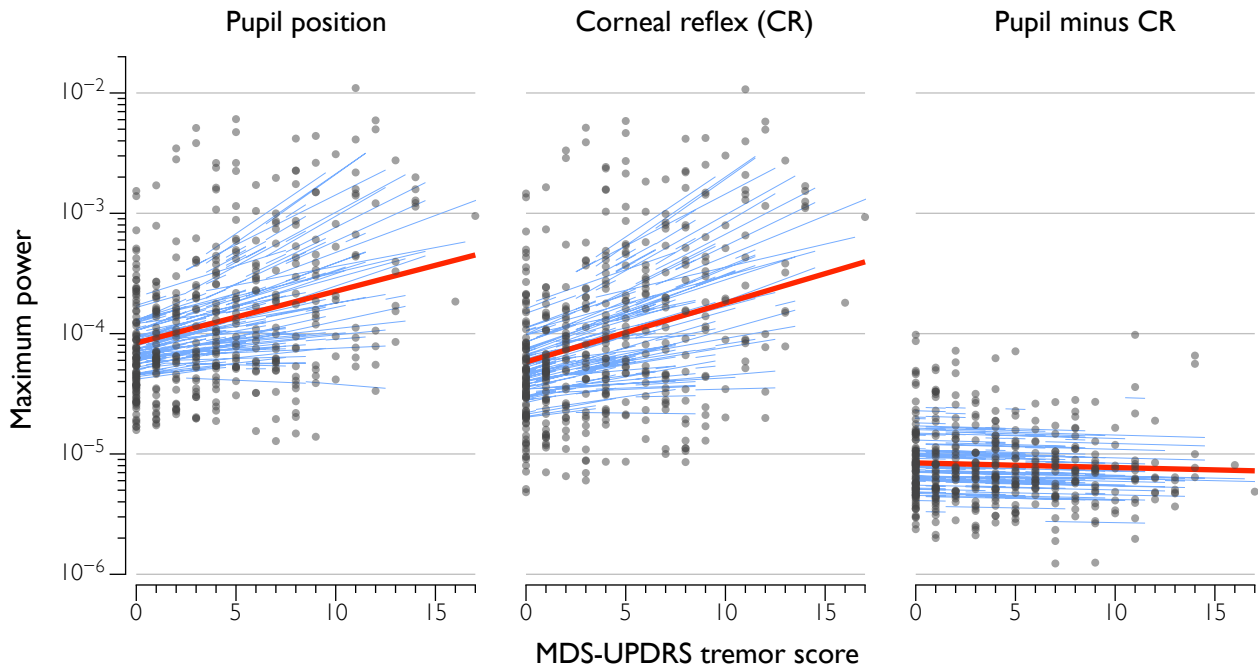 Pupil position Corneal reflex (CR) Pupil minus CR
10⁻²
10⁻³
10⁻⁴
10⁻⁵
10⁻⁶
Maximum power
0 5 10 15 0 5 10 15 0 5 10 15
MDS-UPDRS tremor score